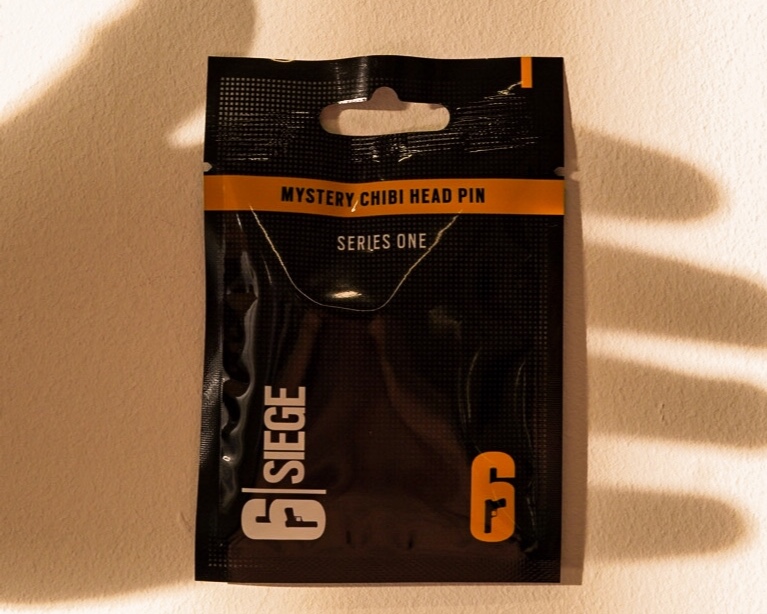 MYSTERY CHIBI HEAD PIN
SERIES ONE
6 SIEGE
6